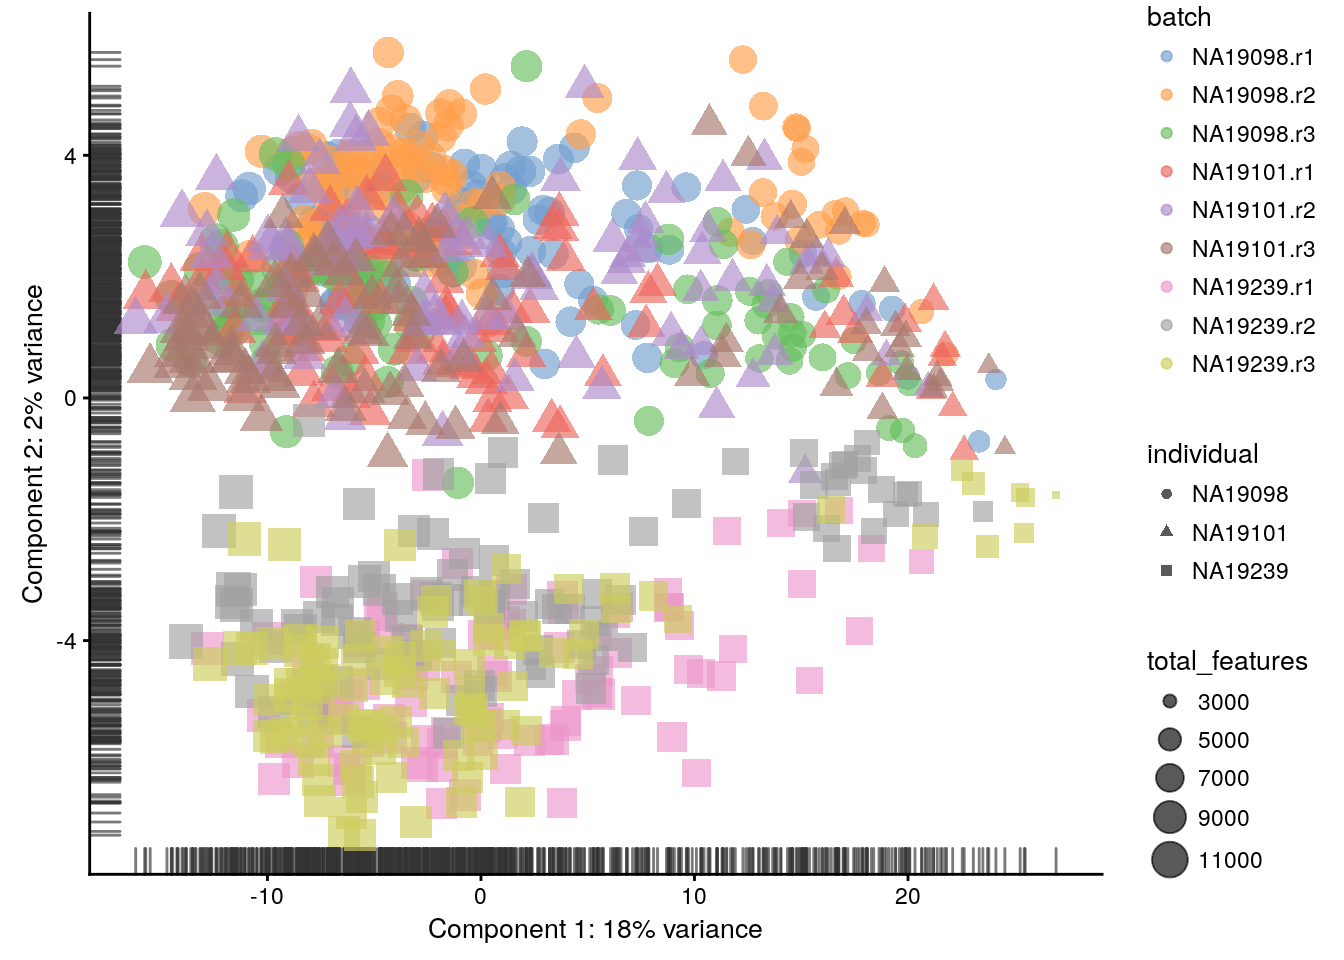 batch
NA19098.r1
NA19098.r2
NA19098.r3
NA19101.r1
NA19101.r2
NA19101.r3
NA19239.r1
NA19239.r2
NA19239.r3
individual
NA19098
NA19101
NA19239
total_features
3000
5000
7000
9000
11000
4
0
-4
Component 2: 2% variance
-10
0
10
20
Component 1: 18% variance